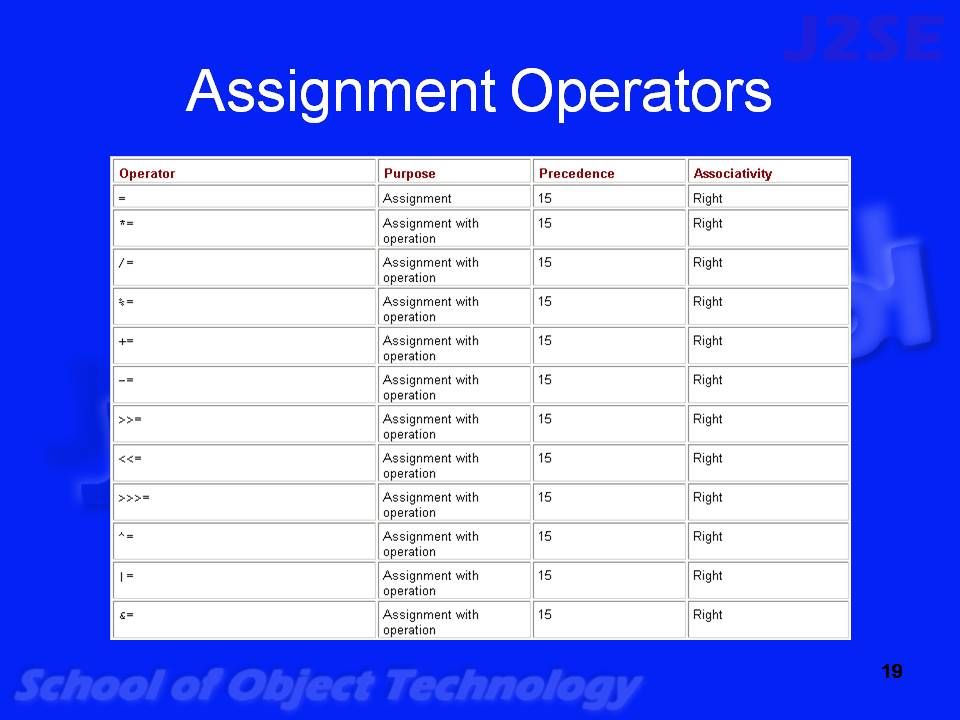 J2SE
Assignment Operators
Operator Purpose Precedence Associativity
= Assignment 15 Right
*= Assignment with 15 Right
operation
/= Assignment with 15 Right
operation
%= Assignment with 15 Right
operation
+= Assignment with 15 Right
operation
-= Assignment with 15 Right
operation
>>= Assignment with 15 Right
operation
<<= Assignment with 15 Right
operation
>>>= Assignment with 15 Right
operation
^= Assignment with 15 Right
operation
|= Assignment with 15 Right
operation
&= Assignment with 15 Right
operation
19
School of Object Technology